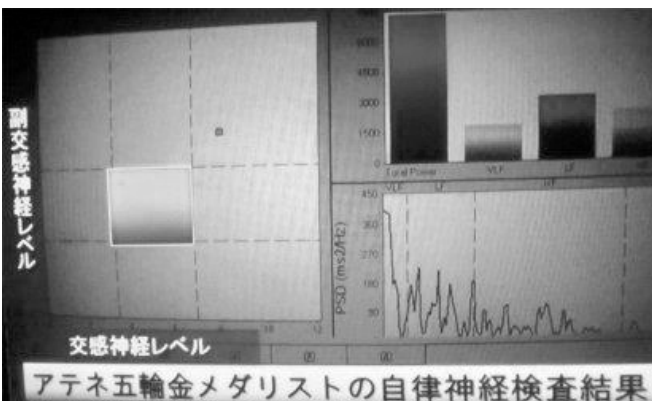 副交感神経レベル
6000
4500
3000
1500
Total Power
VLF
LF
VLF
LF
HF
450
360
270
180
90
PSD (ms2/Hz)
10
12
交感神経レベル
アテネ五輪金メダリストの自律神経検査結果